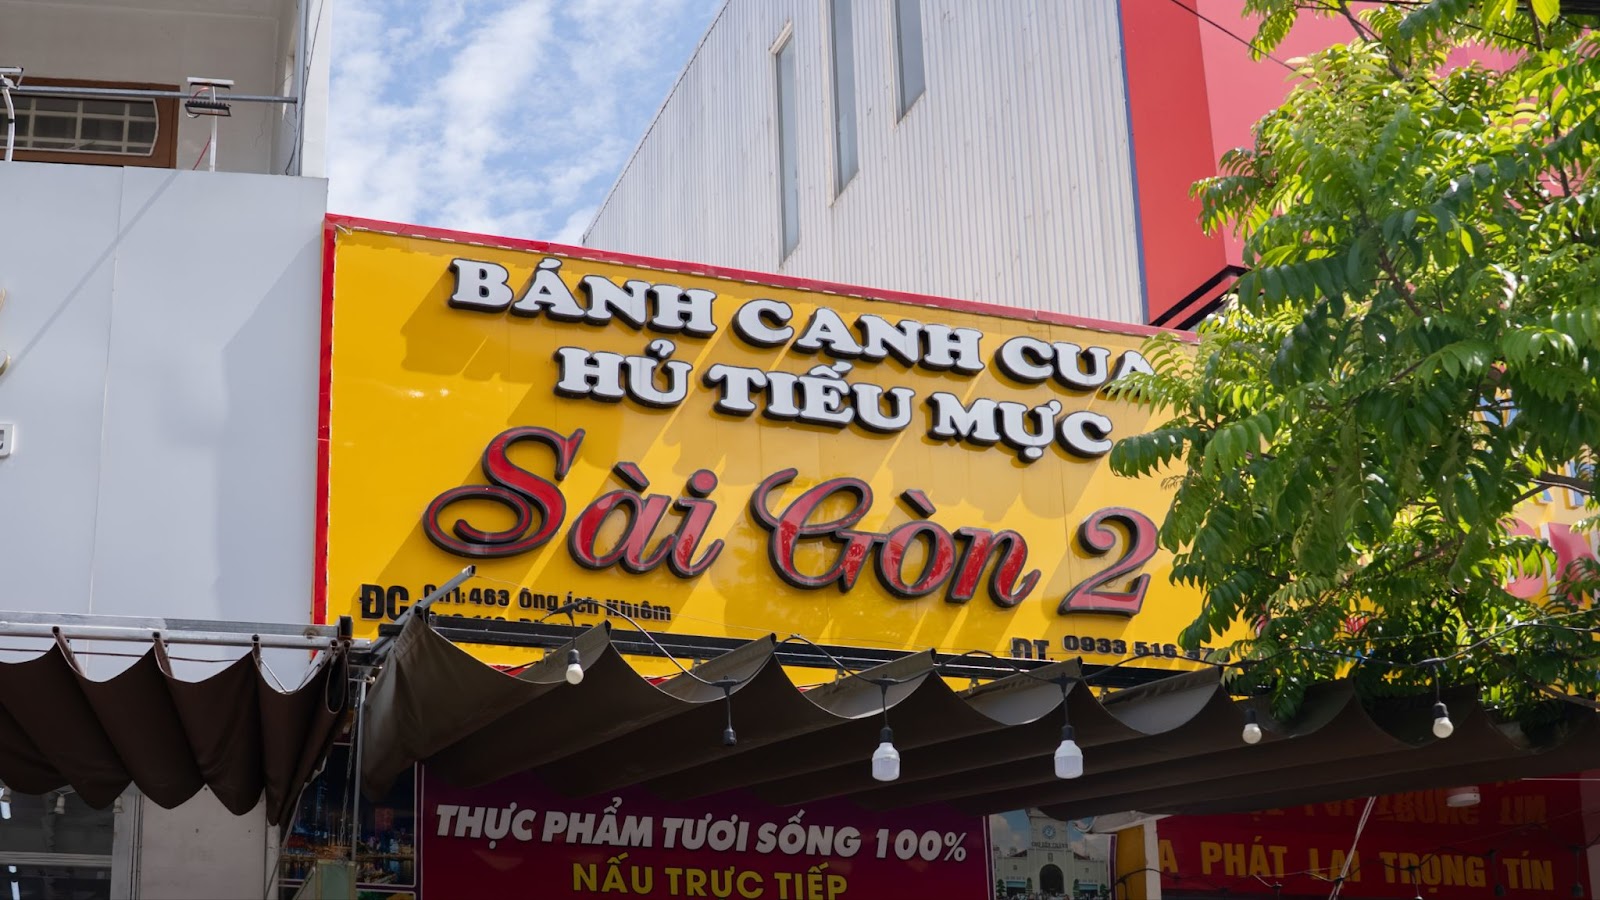 BÁNH CANH CUA
HỦ TIẾU MỰC
Sài Gòn 2
ĐC: CN1: 463 Ông Ích Khiêm
ĐT. 0933 516
THỰC PHẨM TƯƠI SỐNG 100%
NẤU TRỰC TIẾP
PHÁT LẠI TRỌNG TÍN